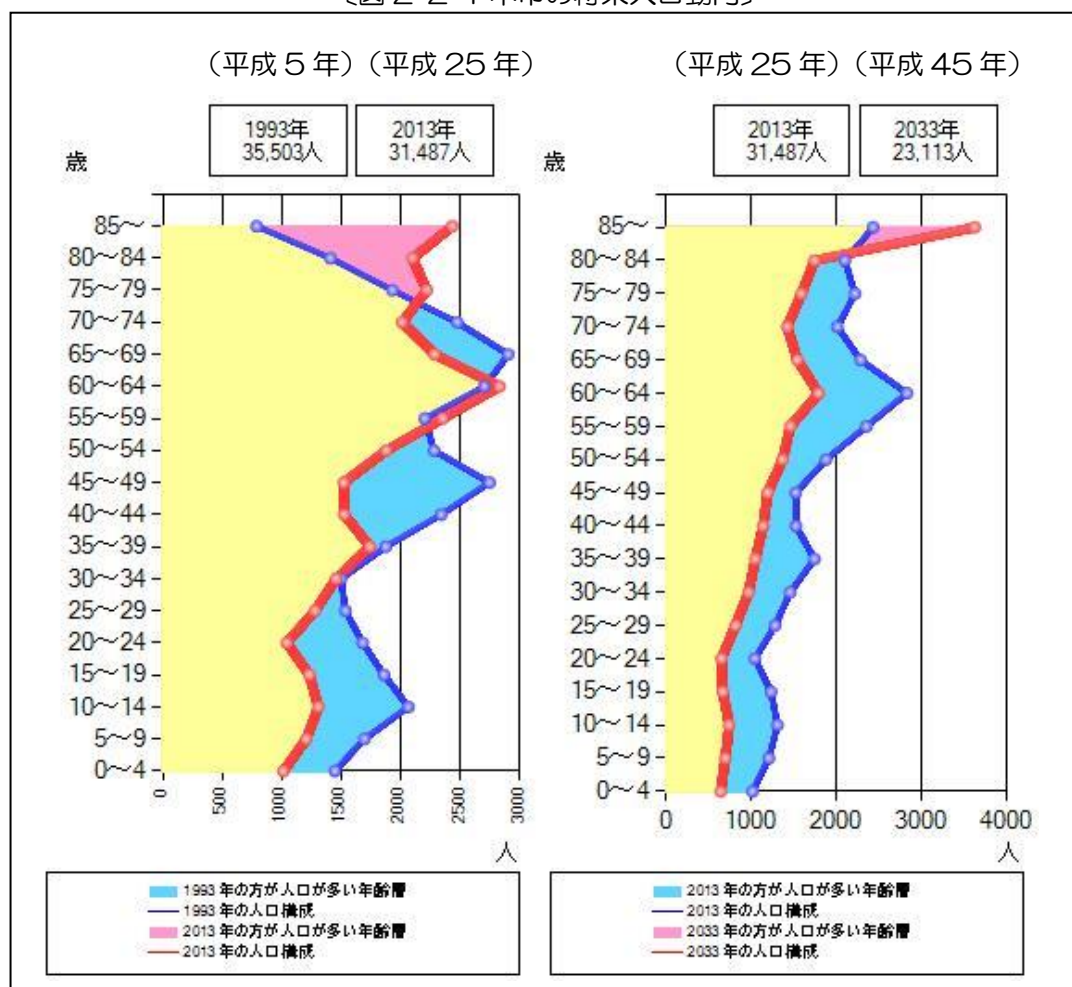 （平成５年）（平成 25 年）
（平成 25 年）（平成 45 年）
1993年
35,503人
2013年
31,487人
歳
85～
80～84
75～79
70～74
65～69
60～64
55～59
50～54
45～49
40～44
35～39
30～34
25～29
20～24
15～19
10～14
5～9
0～4
0
500
1000
1500
2000
2500
3000
人
1993 年の方が人口が多い年齢層
1993 年の人口構成
2013 年の方が人口が多い年齢層
2013 年の人口構成
2013年
31,487人
2033年
23,113人
歳
85～
80～84
75～79
70～74
65～69
60～64
55～59
50～54
45～49
40～44
35～39
30～34
25～29
20～24
15～19
10～14
5～9
0～4
0
1000
2000
3000
4000
人
2013 年の方が人口が多い年齢層
2013 年の人口構成
2033 年の方が人口が多い年齢層
2033 年の人口構成